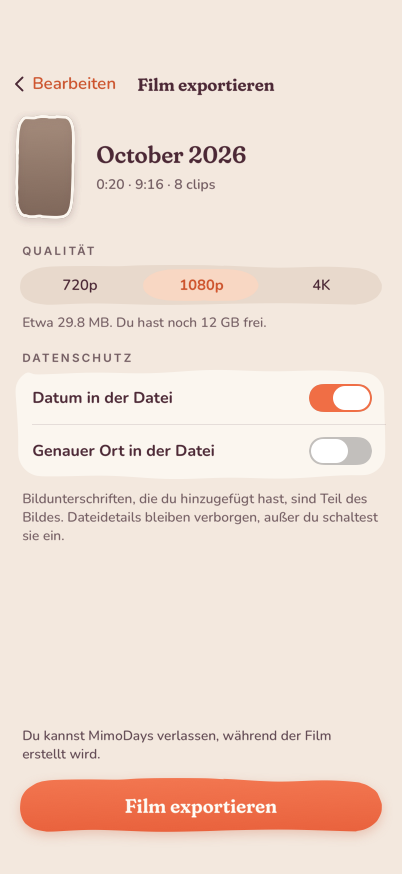 Bearbeiten
Film exportieren
October 2026
0:20 · 9:16 · 8 clips
QUALITÄT
720p
1080p
4K
Etwa 29.8 MB. Du hast noch 12 GB frei.
DATENSCHUTZ
Datum in der Datei
Genauer Ort in der Datei
Bildunterschriften, die du hinzugefügt hast, sind Teil des
Bildes. Dateidetails bleiben verborgen, außer du schaltest
sie ein.
Du kannst MimoDays verlassen, während der Film
erstellt wird.
Film exportieren